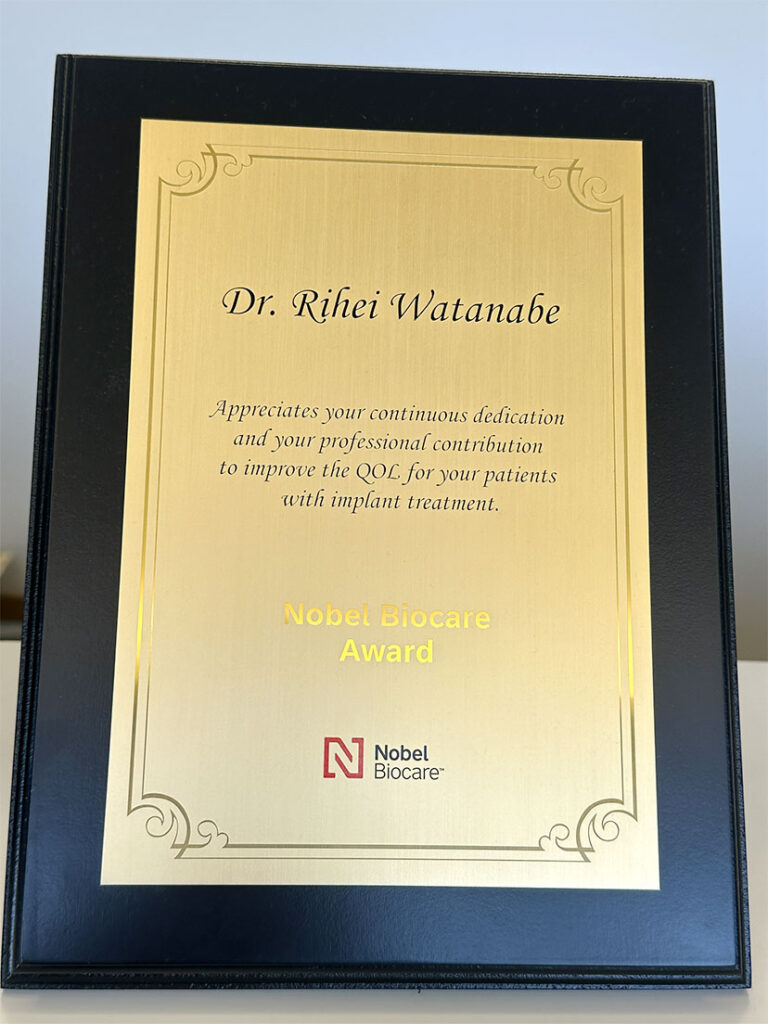 Dr. Rihei Watanabe
Appreciates your continuous dedication
and your professional contribution
to improve the QOL for your patients
with implant treatment.
Nobel Biocare
Award
N Nobel
Biocare™